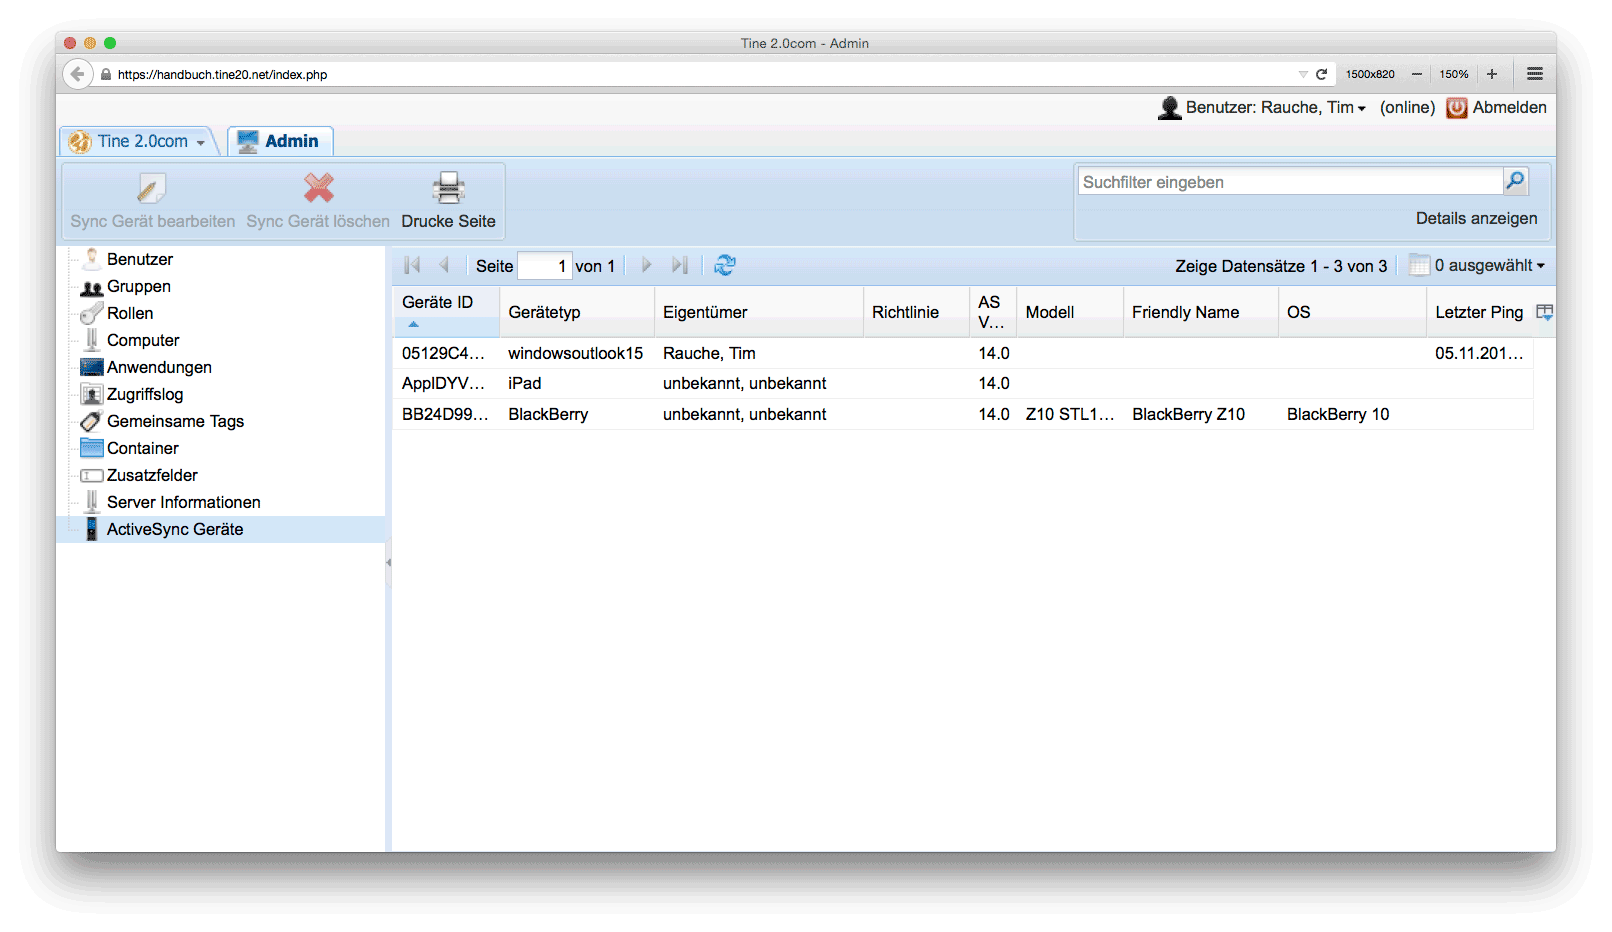 Tine 2.0com - Admin
https://handbuch.tine20.net/index.php 1500x820 150%
Benutzer: Rauche, Tim (online) Abmelden
Tine 2.0com Admin
Suchfilter eingeben
Sync Gerät bearbeiten Sync Gerät löschen Drucke Seite Details anzeigen
Benutzer
Gruppen
Rollen
Computer
Anwendungen
Zugriffslog
Gemeinsame Tags
Container
Zusatzfelder
Server Informationen
ActiveSync Geräte
Seite 1 von 1 Zeige Datensätze 1 - 3 von 3 0 ausgewählt
Geräte ID Gerätetyp Eigentümer Richtlinie AS V... Modell Friendly Name OS Letzter Ping
05129C4... windowsoutlook15 Rauche, Tim 14.0 05.11.201...
ApplDYV... iPad unbekannt, unbekannt 14.0
BB24D99... BlackBerry unbekannt, unbekannt 14.0 Z10 STL1... BlackBerry Z10 BlackBerry 10